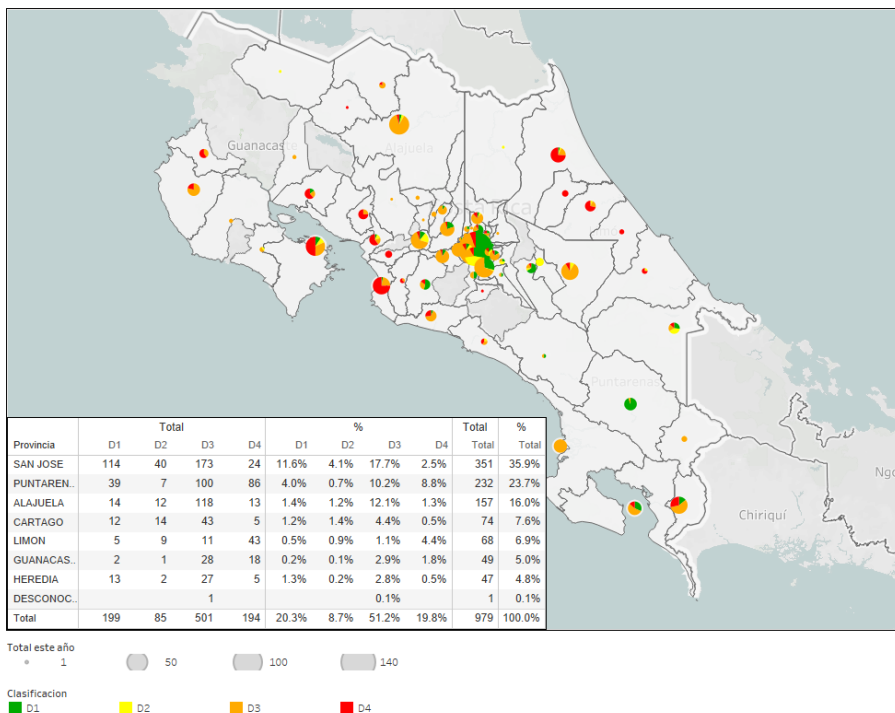 Guanacaste
Alajuela
Puntarenas
Chiriquí
Ngo
Total % Total %
Provincia D1 D2 D3 D4 D1 D2 D3 D4 Total Total
SAN JOSE 114 40 173 24 11.6% 4.1% 17.7% 2.5% 351 35.9%
PUNTAREN.. 39 7 100 86 4.0% 0.7% 10.2% 8.8% 232 23.7%
ALAJUELA 14 12 118 13 1.4% 1.2% 12.1% 1.3% 157 16.0%
CARTAGO 12 14 43 5 1.2% 1.4% 4.4% 0.5% 74 7.6%
LIMON 5 9 11 43 0.5% 0.9% 1.1% 4.4% 68 6.9%
GUANACAS.. 2 1 28 18 0.2% 0.1% 2.9% 1.8% 49 5.0%
HEREDIA 13 2 27 5 1.3% 0.2% 2.8% 0.5% 47 4.8%
DESCONOC.. 1 0.1% 1 0.1%
Total 199 85 501 194 20.3% 8.7% 51.2% 19.8% 979 100.0%
Total este año
1 50 100 140
Clasificacion
D1 D2 D3 D4